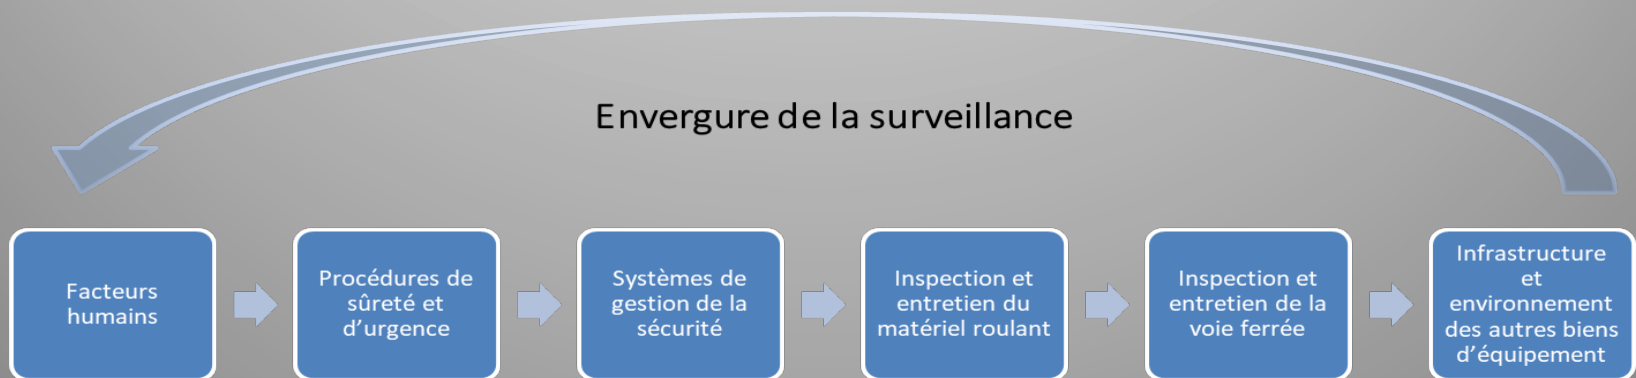 Envergure de la surveillance
Facteurs
humains
Procédures de
sûreté et
d’urgence
Systèmes de
gestion de la
sécurité
Inspection et
entretien du
matériel roulant
Inspection et
entretien de la
voie ferrée
Infrastructure
et
environnement
des autres biens
d’équipement